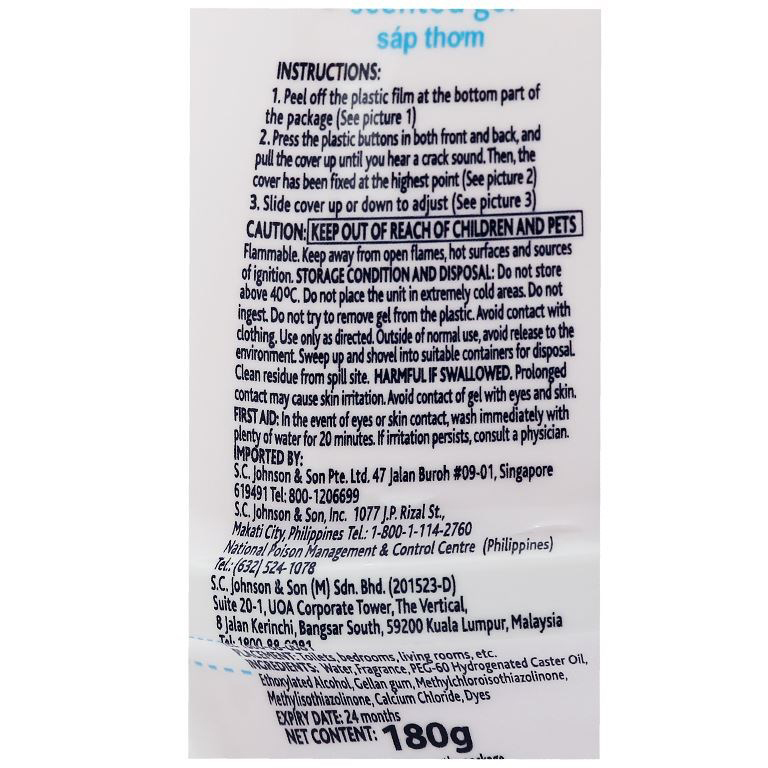 scented gel
sáp thơm
INSTRUCTIONS:
1. Peel off the plastic film at the bottom part of
the package (See picture 1)
2. Press the plastic buttons in both front and back, and
pull the cover up until you hear a crack sound. Then, the
cover has been fixed at the highest point (See picture 2)
3. Slide cover up or down to adjust (See picture 3)
CAUTION: KEEP OUT OF REACH OF CHILDREN AND PETS
Flammable. Keep away from open flames, hot surfaces and sources
of ignition. STORAGE CONDITION AND DISPOSAL: Do not store
above 40°C. Do not place the unit in extremely cold areas. Do not
ingest. Do not try to remove gel from the plastic. Avoid contact with
clothing. Use only as directed. Outside of normal use, avoid release to the
environment. Sweep up and shovel into suitable containers for disposal.
Clean residue from spill site. HARMFUL IF SWALLOWED. Prolonged
contact may cause skin irritation. Avoid contact of gel with eyes and skin.
FIRST AID: In the event of eyes or skin contact, wash immediately with
plenty of water for 20 minutes. If irritation persists, consult a physician.
IMPORTED BY:
S.C. Johnson & Son Pte. Ltd. 47 Jalan Buroh #09-01, Singapore
619491 Tel: 800-1206699
S.C. Johnson & Son, Inc. 1077 J.P. Rizal St.,
Makati City, Philippines Tel.: 1-800-1-114-2760
National Poison Management & Control Centre (Philippines)
Tel.: (632) 524-1078
S.C. Johnson & Son (M) Sdn. Bhd. (201523-D)
Suite 20-1, UOA Corporate Tower, The Vertical,
8 Jalan Kerinchi, Bangsar South, 59200 Kuala Lumpur, Malaysia
Tel: 1800-88-
Toilets, bedrooms, living rooms, etc.
INGREDIENTS: Water, Fragrance, PEG-60 Hydrogenated Caster Oil,
Ethoxylated Alcohol, Gellan gum, Methylchloroisothiazolinone,
Methylisothiazolinone, Calcium Chloride, Dyes
EXPIRY DATE: 24 months
NET CONTENT: 180g